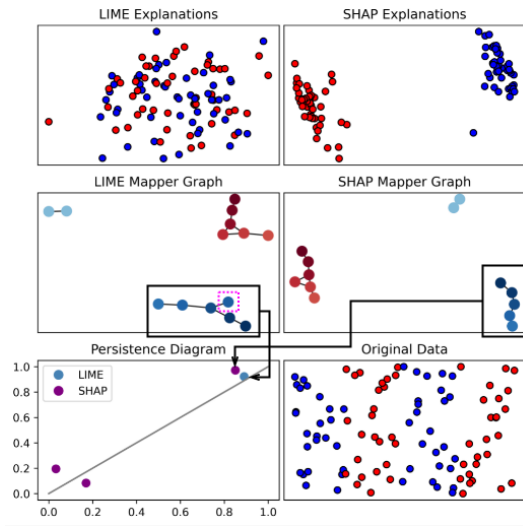 LIME Explanations
SHAP Explanations
LIME Mapper Graph
SHAP Mapper Graph
Persistence Diagram
Original Data
1.0
0.8
0.6
0.4
0.2
0.0
LIME
SHAP
0.0 0.2 0.4 0.6 0.8 1.0